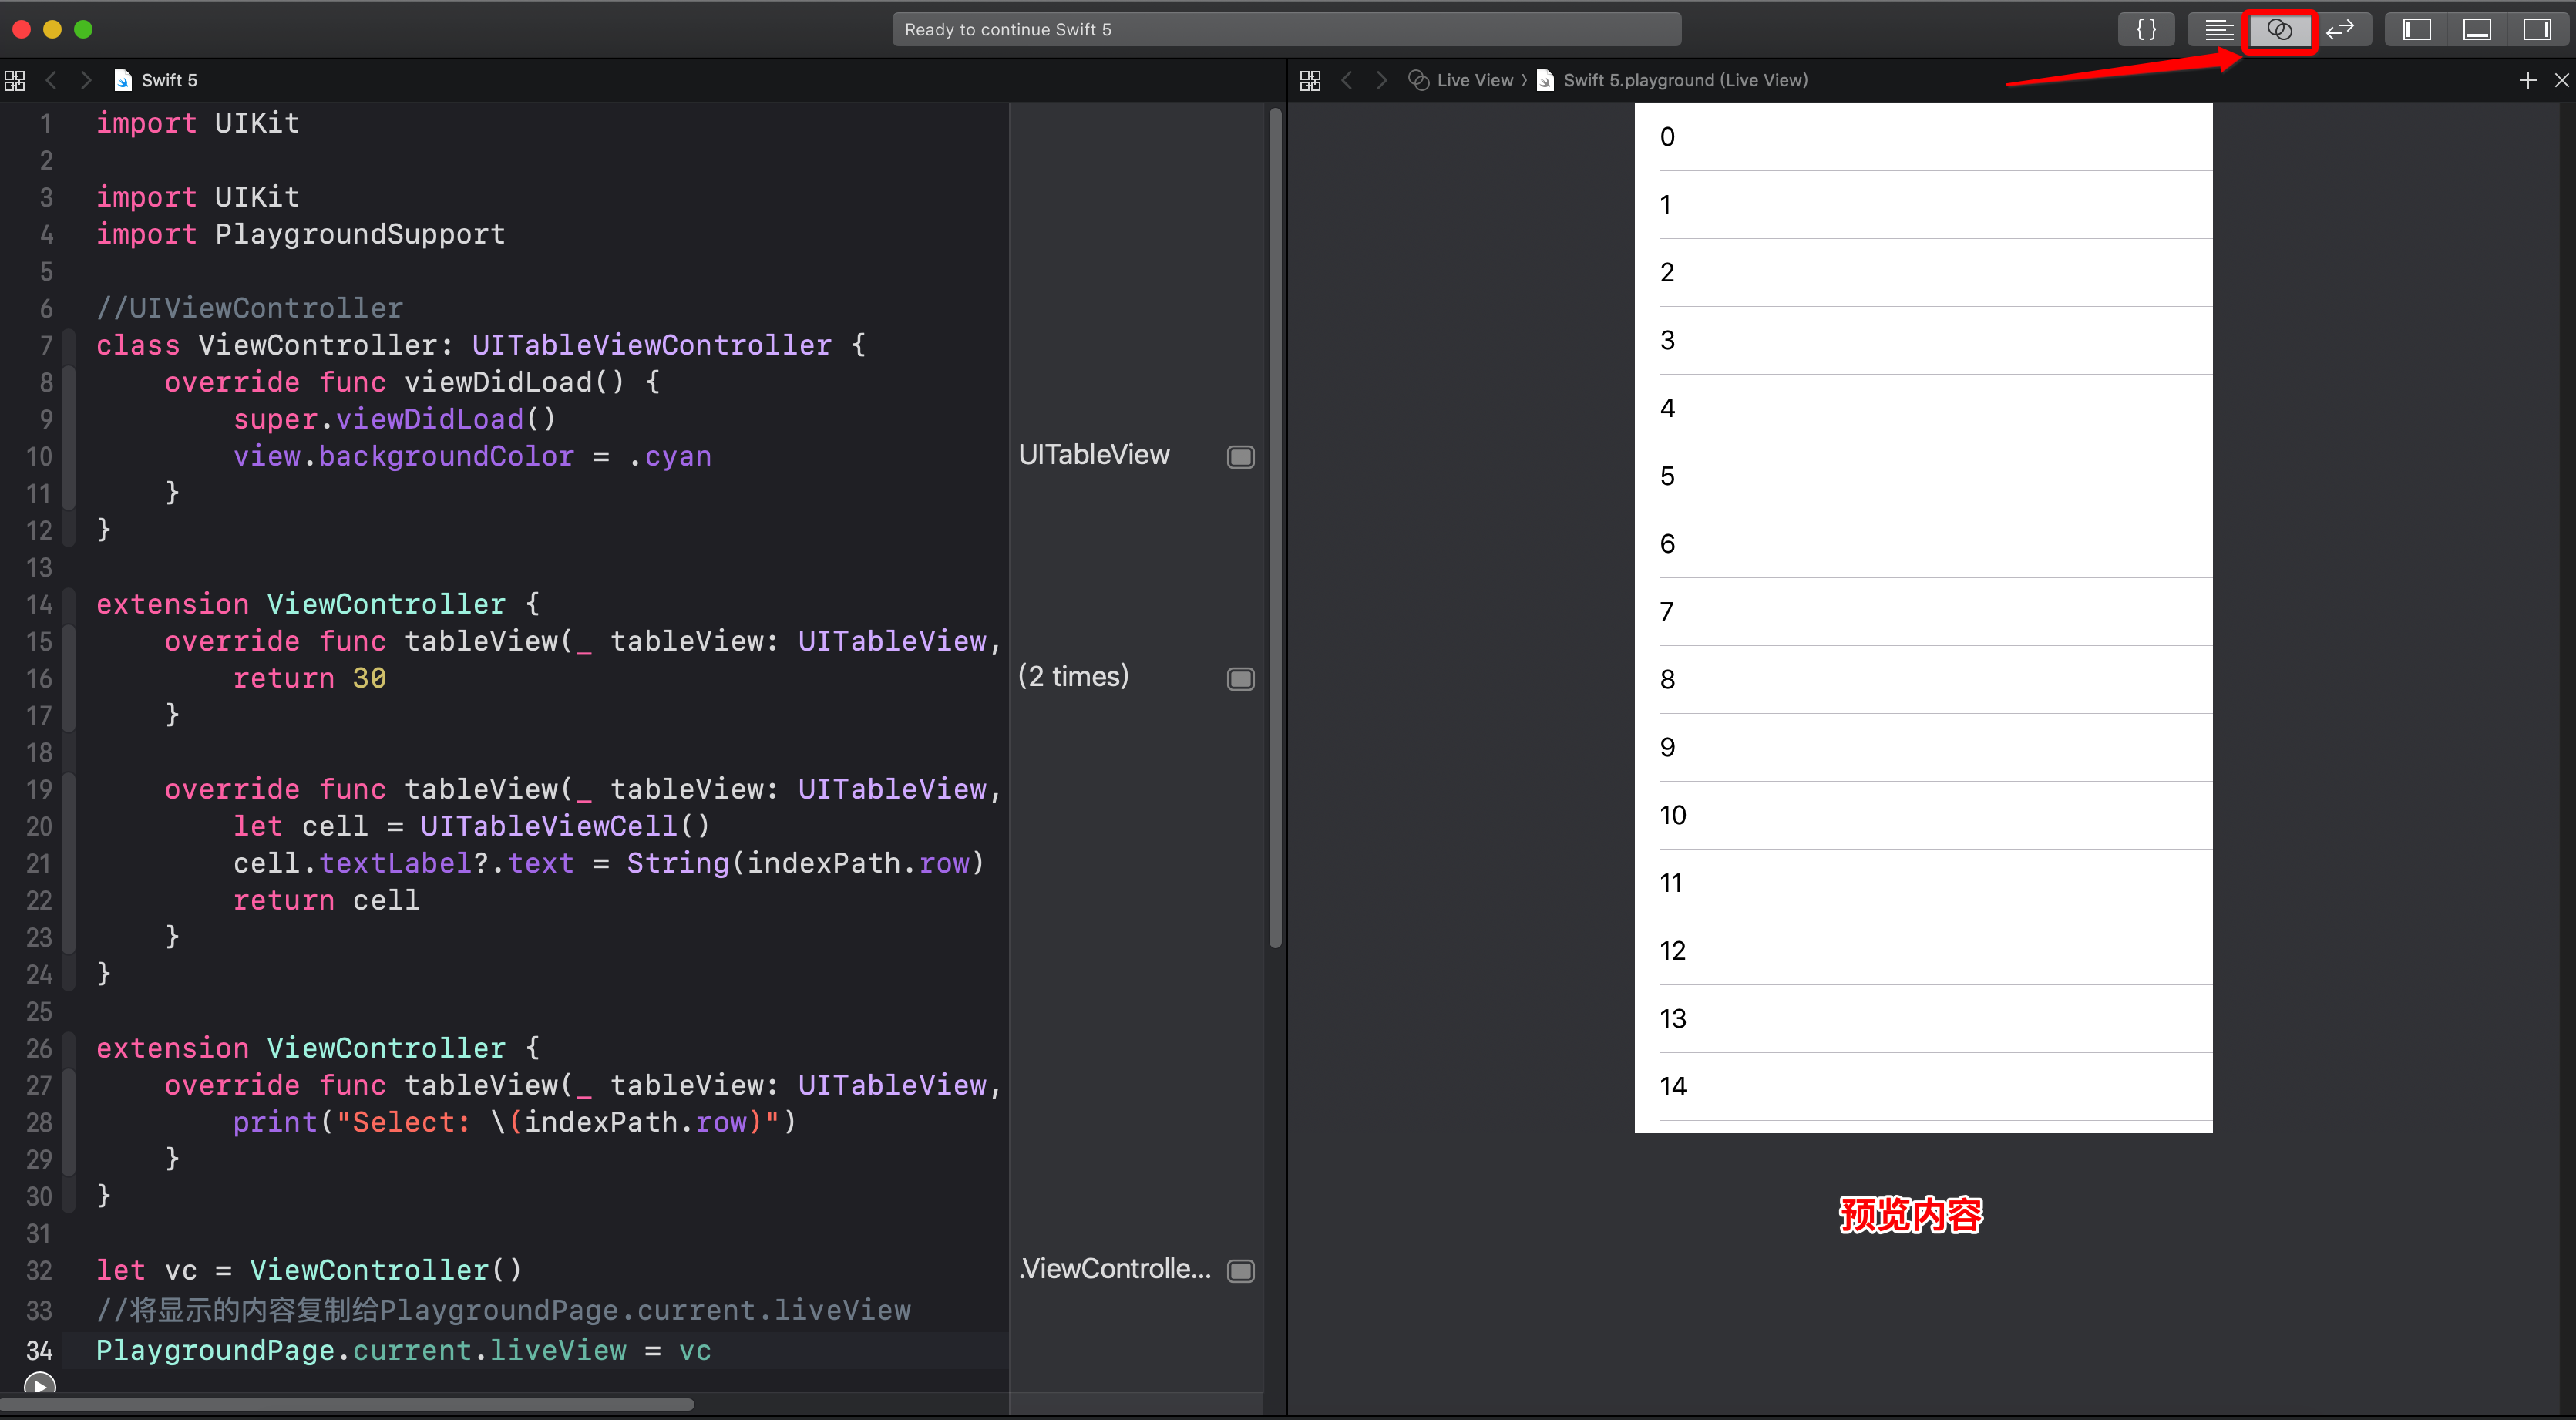 Ready to continue Swift 5
{ }
Swift 5
Live View 〉 Swift 5.playground (Live View)
1 import UIKit
2
3 import UIKit
4 import PlaygroundSupport
5
6 //UIViewController
7 class ViewController: UITableViewController {
8 override func viewDidLoad() {
9 super.viewDidLoad()
10 view.backgroundColor = .cyan
UITableView
11 }
12 }
13
14 extension ViewController {
15 override func tableView(_ tableView: UITableView,
16 return 30
(2 times)
17 }
18
19 override func tableView(_ tableView: UITableView,
20 let cell = UITableViewCell()
21 cell.textLabel?.text = String(indexPath.row)
22 return cell
23 }
24 }
25
26 extension ViewController {
27 override func tableView(_ tableView: UITableView,
28 print("Select: \(indexPath.row)")
29 }
30 }
31
32 let vc = ViewController()
.ViewControlle...
33 //将显示的内容复制给PlaygroundPage.current.liveView
34 PlaygroundPage.current.liveView = vc
0
1
2
3
4
5
6
7
8
9
10
11
12
13
14
预览内容